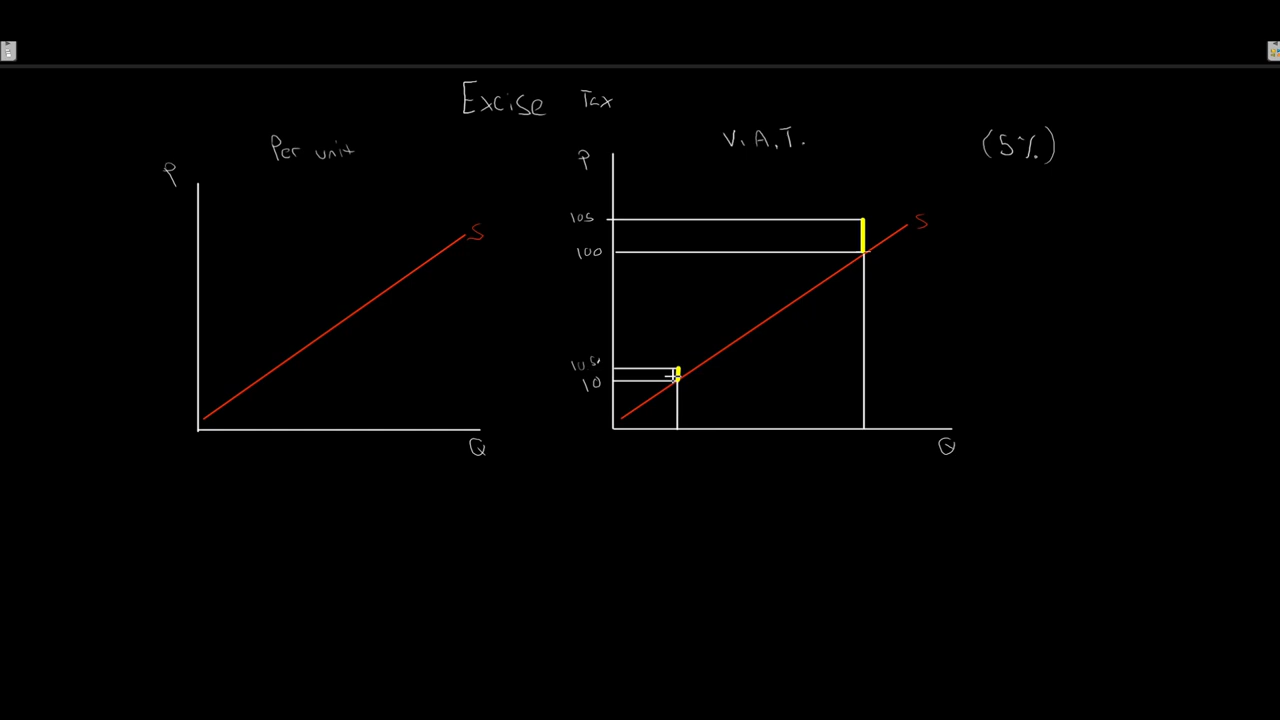 Excise Tax
Per unit
V.A.T.
(5%)
P
P
105
100
S
S
10
Q
Q